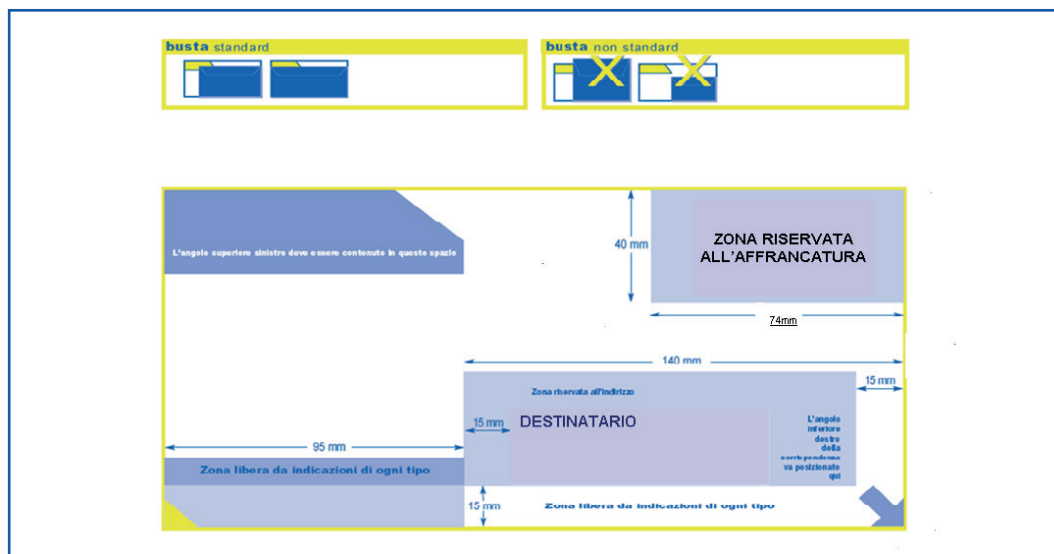 busta standard
busta non standard
L'angolo superiore sinistro deve essere contenuto in questo spazio
40 mm
ZONA RISERVATA
ALL'AFFRANCATURA
74mm
140 mm
15 mm
Zona riservata all'indirizzo
15 mm
DESTINATARIO
L'angolo
inferiore
destro
della
corrispondenza
va posizionato
qui
95 mm
Zona libera da indicazioni di ogni tipo
15 mm
Zona libera da indicazioni di ogni tipo